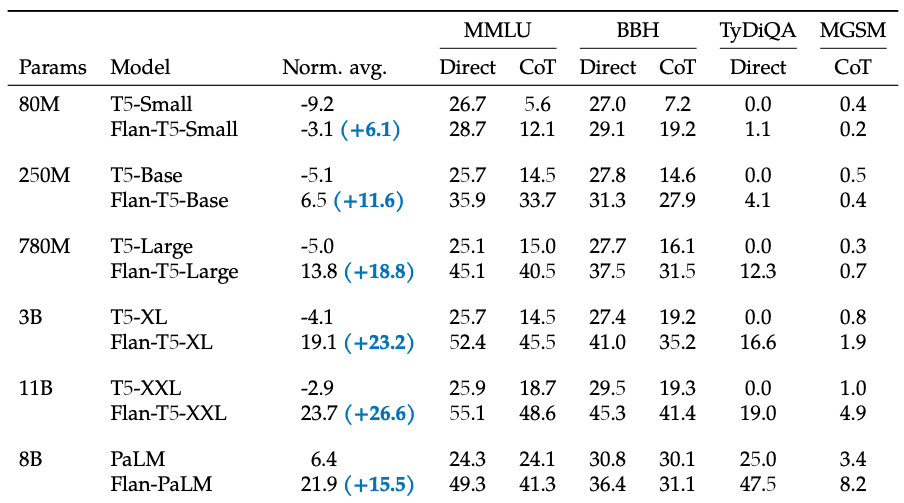 MMLU BBH TyDiQA MGSM
Params Model Norm. avg. Direct CoT Direct CoT Direct CoT
80M T5-Small -9.2 26.7 5.6 27.0 7.2 0.0 0.4
Flan-T5-Small -3.1 (+6.1) 28.7 12.1 29.1 19.2 1.1 0.2
250M T5-Base -5.1 25.7 14.5 27.8 14.6 0.0 0.5
Flan-T5-Base 6.5 (+11.6) 35.9 33.7 31.3 27.9 4.1 0.4
780M T5-Large -5.0 25.1 15.0 27.7 16.1 0.0 0.3
Flan-T5-Large 13.8 (+18.8) 45.1 40.5 37.5 31.5 12.3 0.7
3B T5-XL -4.1 25.7 14.5 27.4 19.2 0.0 0.8
Flan-T5-XL 19.1 (+23.2) 52.4 45.5 41.0 35.2 16.6 1.9
11B T5-XXL -2.9 25.9 18.7 29.5 19.3 0.0 1.0
Flan-T5-XXL 23.7 (+26.6) 55.1 48.6 45.3 41.4 19.0 4.9
8B PaLM 6.4 24.3 24.1 30.8 30.1 25.0 3.4
Flan-PaLM 21.9 (+15.5) 49.3 41.3 36.4 31.1 47.5 8.2